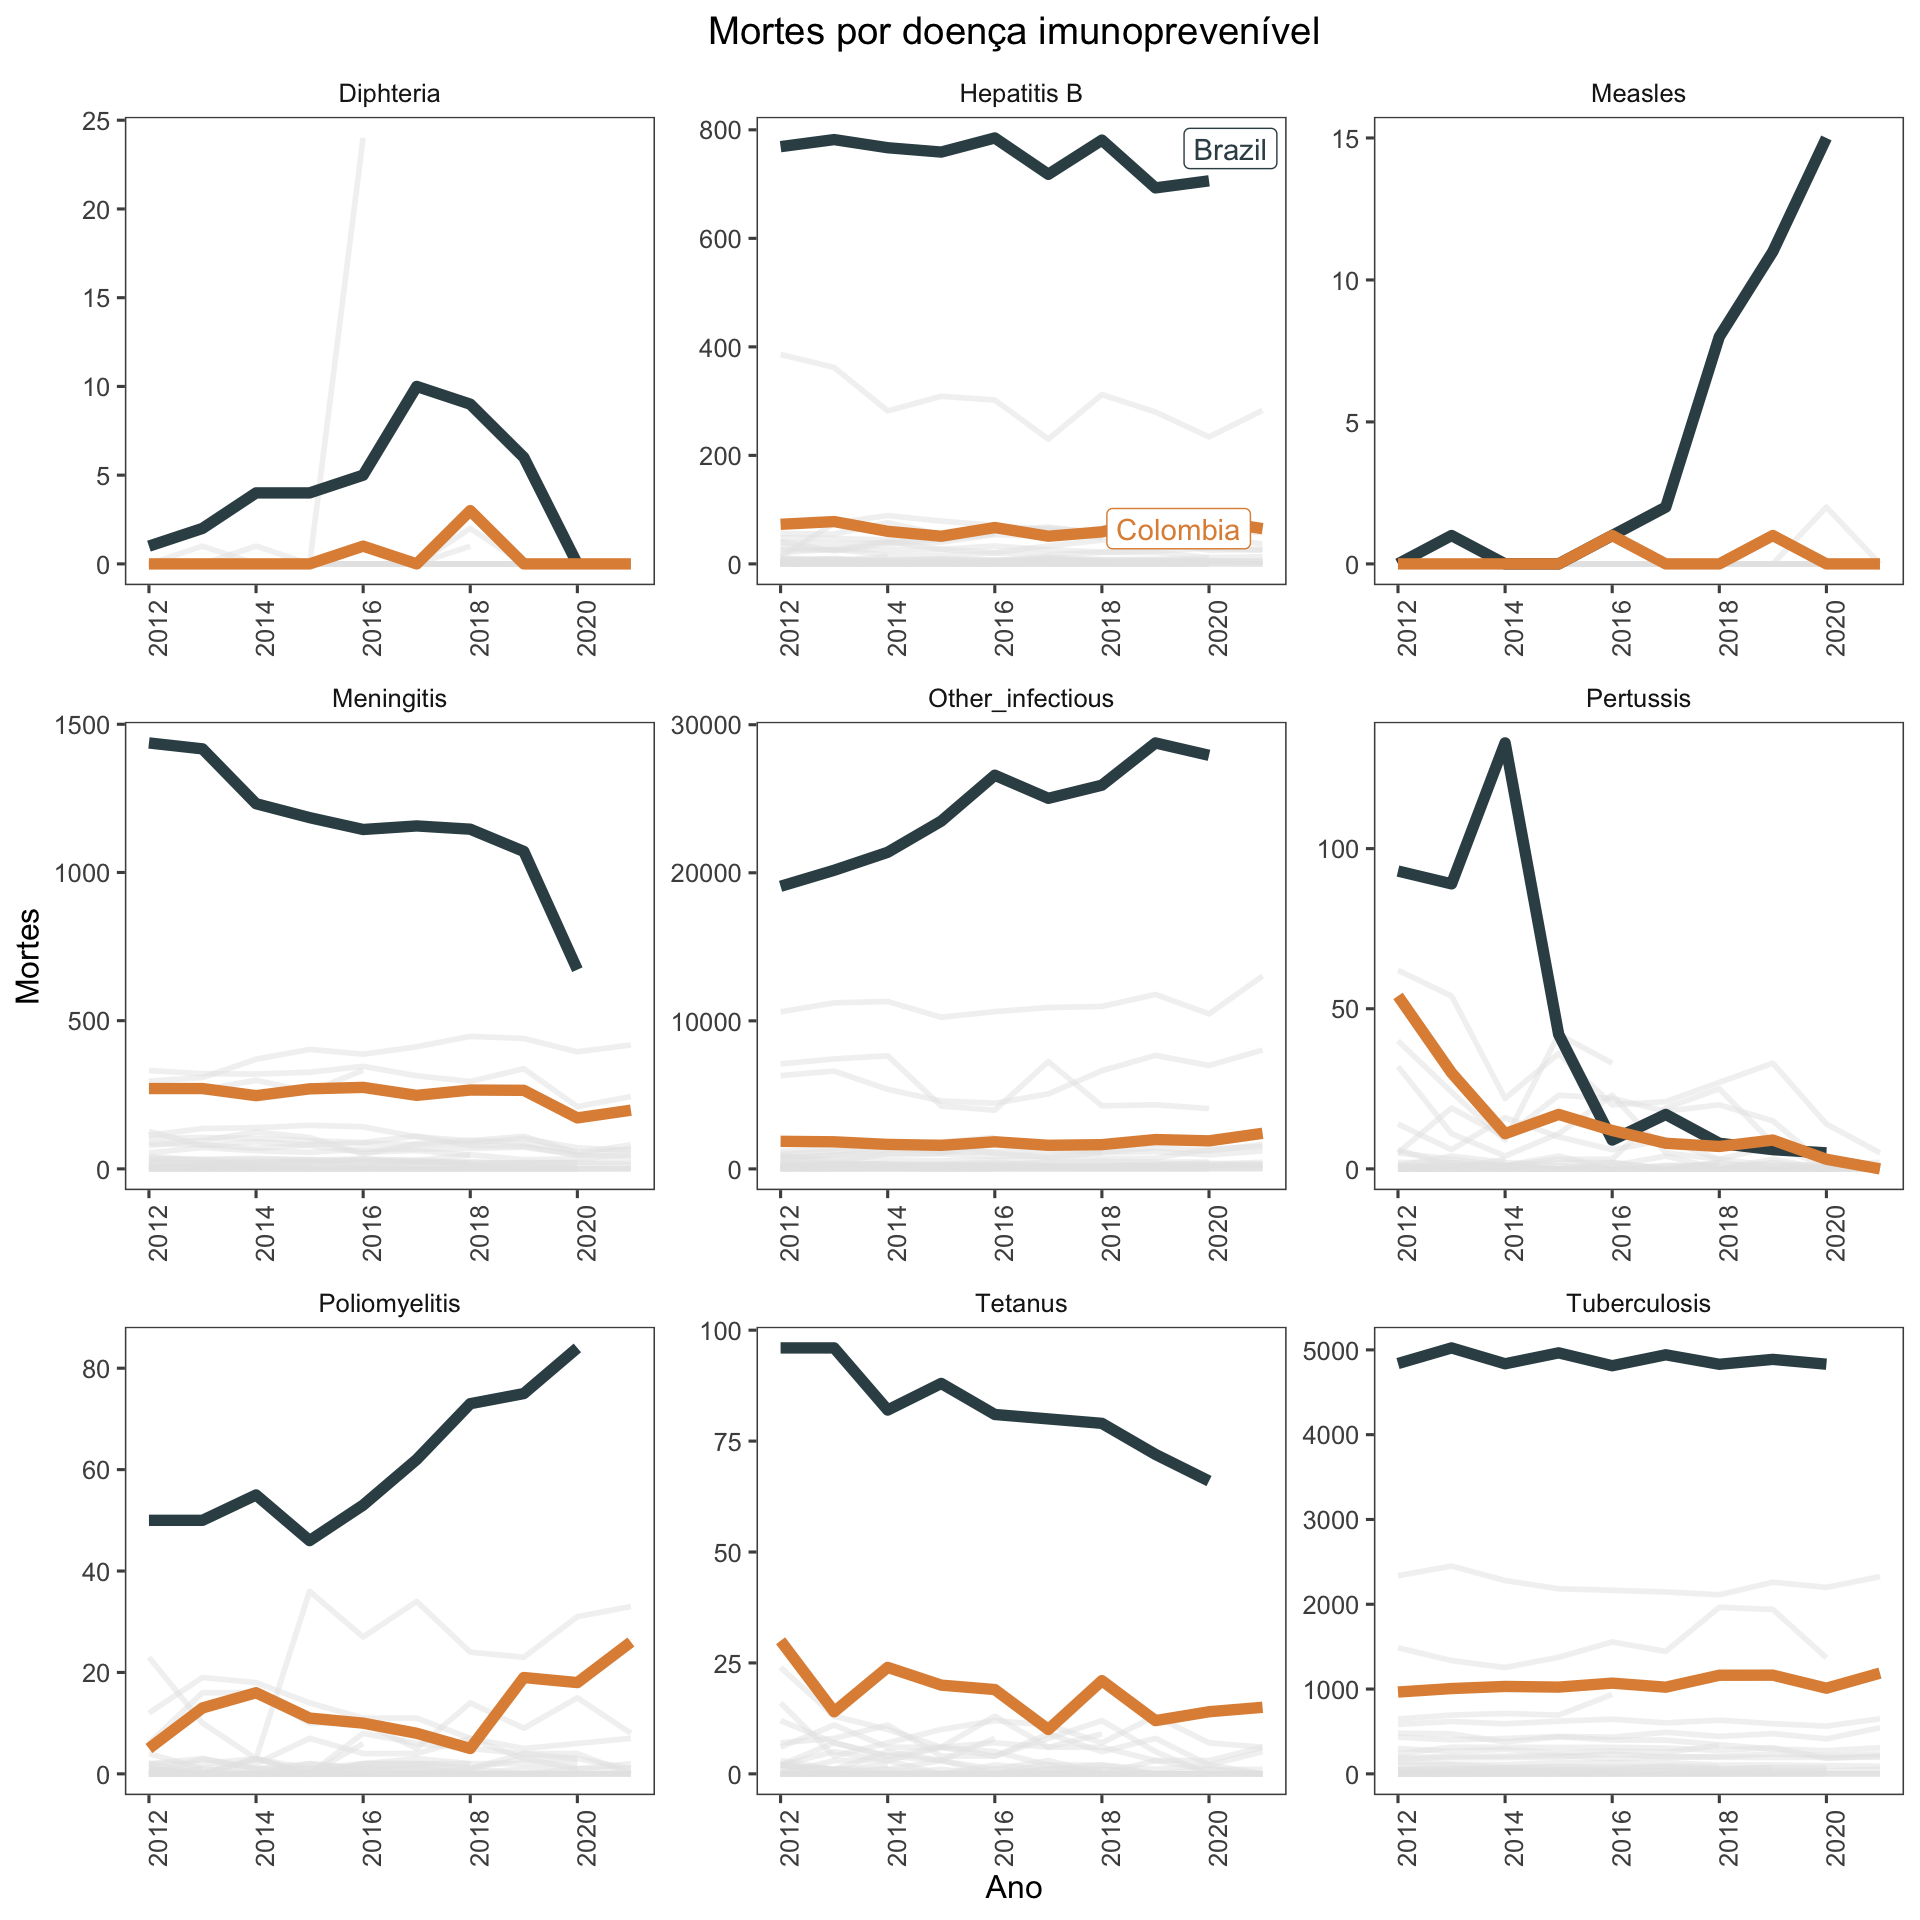 Mortes por doença imunoprevenível
Diphteria
Hepatitis B
Measles
25
20
15
10
5
0
800
600
400
200
0
15
10
5
0
Brazil
Colombia
2012 2014 2016 2018 2020
2012 2014 2016 2018 2020
2012 2014 2016 2018 2020
Meningitis
Other_infectious
Pertussis
Mortes
1500
1000
500
0
30000
20000
10000
0
100
50
0
2012 2014 2016 2018 2020
2012 2014 2016 2018 2020
2012 2014 2016 2018 2020
Poliomyelitis
Tetanus
Tuberculosis
80
60
40
20
0
100
75
50
25
0
5000
4000
3000
2000
1000
0
2012 2014 2016 2018 2020
2012 2014 2016 2018 2020
2012 2014 2016 2018 2020
Ano